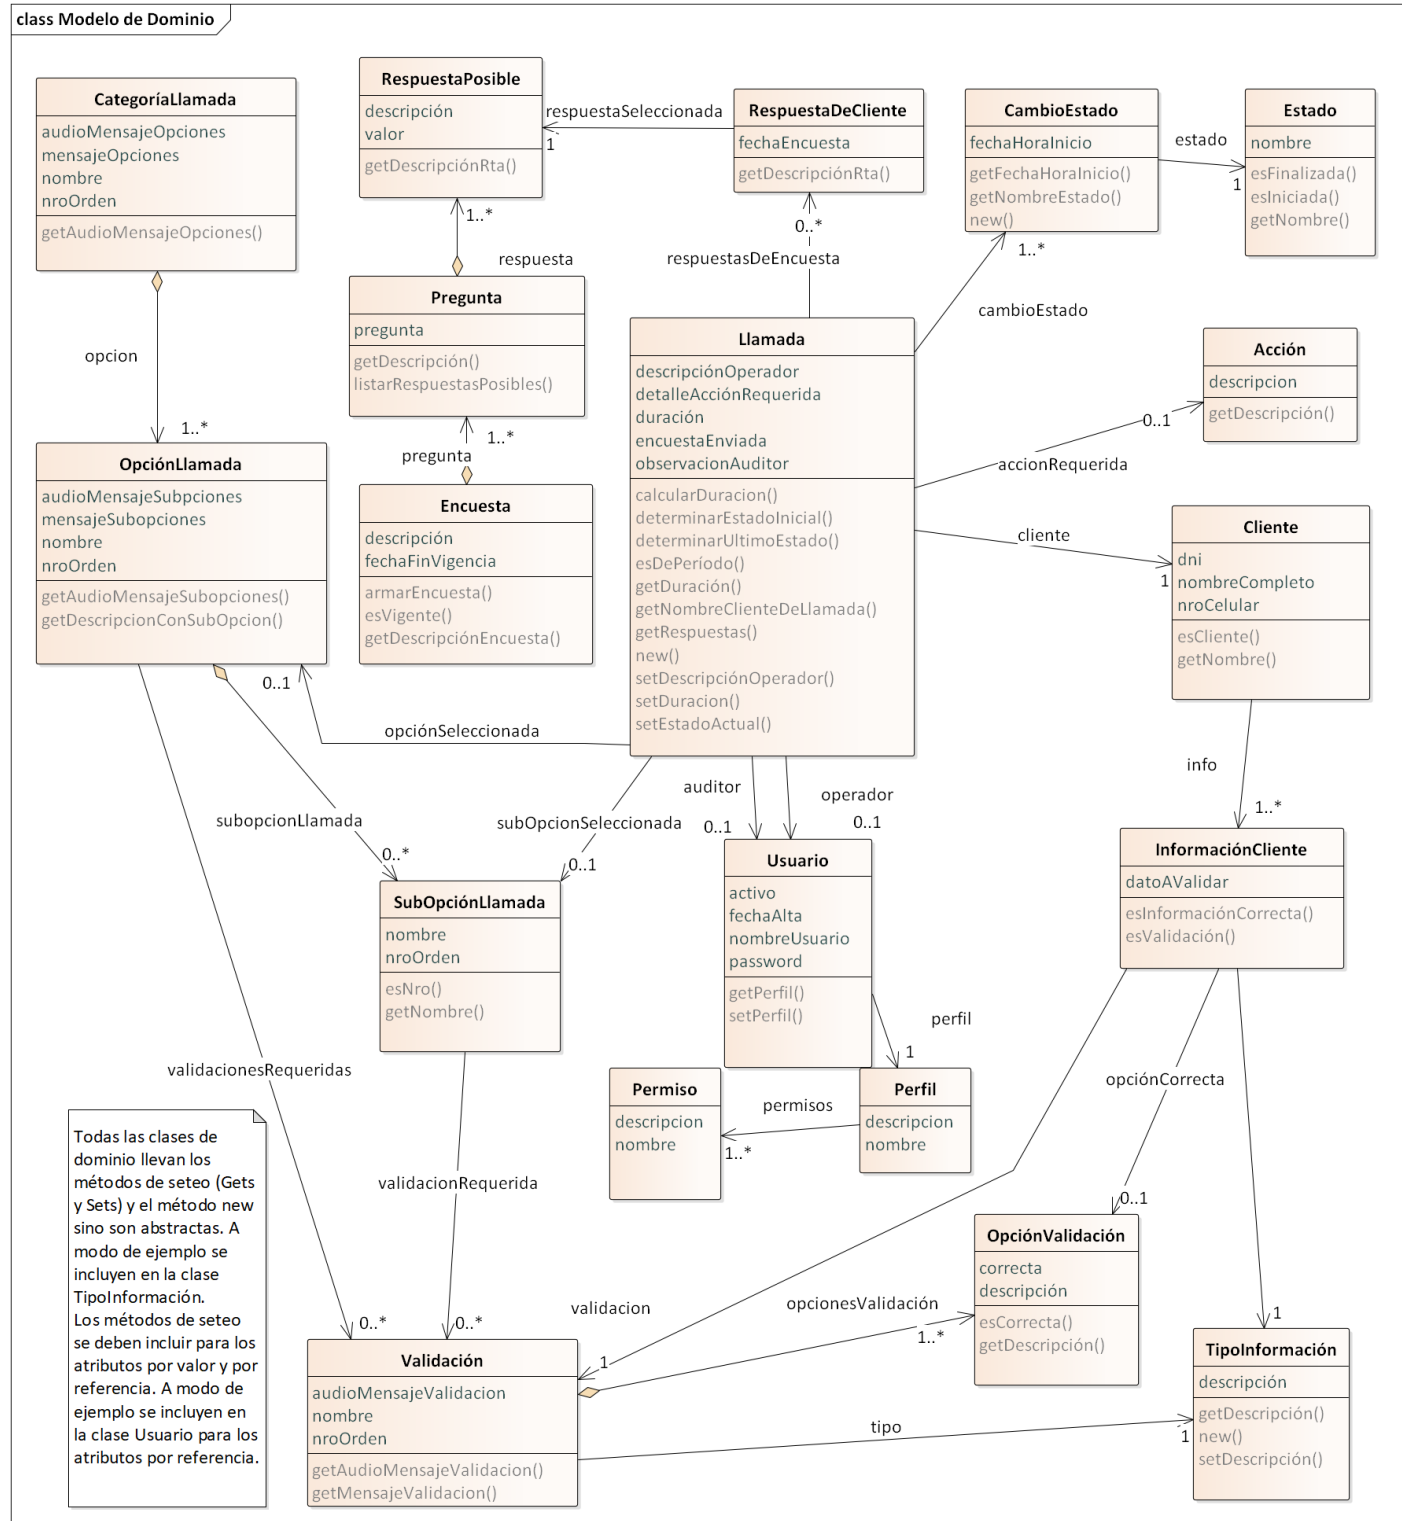 class Modelo de Dominio
CategoríaLlamada
audioMensajeOpciones
mensajeOpciones
nombre
nroOrden
getAudioMensajeOpciones()
RespuestaPosible
descripción
valor
getDescripciónRta()
respuestaSeleccionada
1
RespuestaDeCliente
fechaEncuesta
getDescripciónRta()
CambioEstado
fechaHoraInicio
getFechaHoraInicio()
getNombreEstado()
new()
estado
1
Estado
nombre
esFinalizada()
esIniciada()
getNombre()
1..*
respuesta
0..*
respuestasDeEncuesta
1..*
cambioEstado
opcion
1..*
Pregunta
pregunta
getDescripción()
listarRespuestasPosibles()
1..*
pregunta
Llamada
descripciónOperador
detalleAcciónRequerida
duración
encuestaEnviada
observacionAuditor
calcularDuracion()
determinarEstadoInicial()
determinarUltimoEstado()
esDePeríodo()
getDuración()
getNombreClienteDeLlamada()
getRespuestas()
new()
setDescripciónOperador()
setDuracion()
setEstadoActual()
Acción
descripcion
getDescripción()
0..1
accionRequerida
OpciónLlamada
audioMensajeSubpciones
mensajeSubopciones
nombre
nroOrden
getAudioMensajeSubopciones()
getDescripcionConSubOpcion()
Encuesta
descripción
fechaFinVigencia
armarEncuesta()
esVigente()
getDescripciónEncuesta()
cliente
1
Cliente
dni
nombreCompleto
nroCelular
esCliente()
getNombre()
0..1
opciónSeleccionada
info
1..*
auditor
0..1
operador
0..1
subopcionLlamada
0..*
subOpcionSeleccionada
0..1
SubOpciónLlamada
nombre
nroOrden
esNro()
getNombre()
Usuario
activo
fechaAlta
nombreUsuario
password
getPerfil()
setPerfil()
InformaciónCliente
datoAValidar
esInformaciónCorrecta()
esValidación()
perfil
1
Permiso
descripcion
nombre
permisos
1..*
Perfil
descripcion
nombre
validacionesRequeridas
0..*
validacionRequerida
0..*
opciónCorrecta
0..1
Todas las clases de
dominio llevan los
métodos de seteo (Gets
y Sets) y el método new
sino son abstractas. A
modo de ejemplo se
incluyen en la clase
TipoInformación.
Los métodos de seteo
se deben incluir para los
atributos por valor y por
referencia. A modo de
ejemplo se incluyen en
la clase Usuario para los
atributos por referencia.
OpciónValidación
correcta
descripción
esCorrecta()
getDescripción()
validacion
1
opcionesValidación
1..*
1
Validación
audioMensajeValidacion
nombre
nroOrden
getAudioMensajeValidacion()
getMensajeValidacion()
tipo
1
TipoInformación
descripción
getDescripción()
new()
setDescripción()